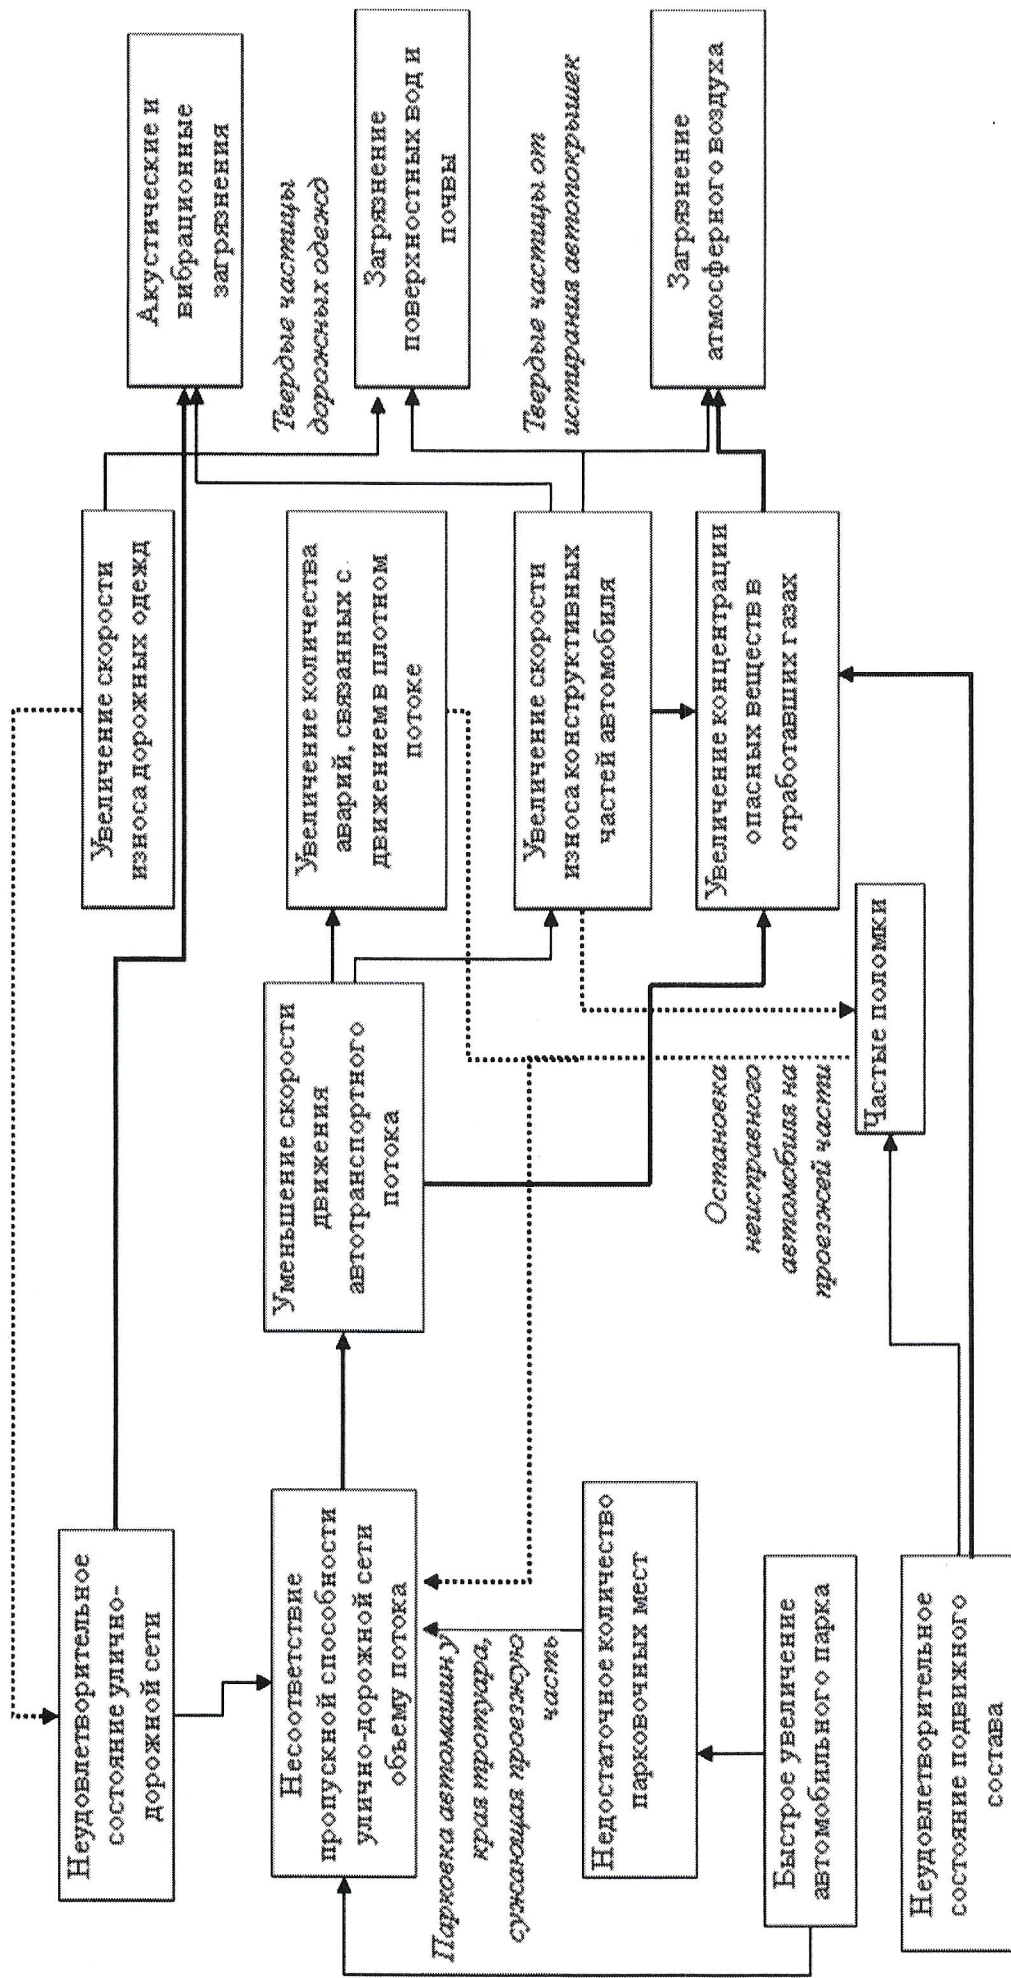 Неудовлетворительное
состояние улично-
дорожной сети
Несоответствие
пропускной способности
улично-дорожной сети
объему потока
Парковка автомашин у
края тротуара,
сужающая проезжую
часть
Недостаточное количество
парковочных мест
Быстрое увеличение
автомобильного парка
Неудовлетворительное
состояние подвижного
состава
Уменьшение скорости
движения
автотранспортного
потока
Остановка
неисправного
автомобиля на
проезжей части
Частые поломки
Увеличение скорости
износа дорожных одежд
Увеличение количества
аварий, связанных с
движением в плотном
потоке
Увеличение скорости
износа конструктивных
частей автомобиля
Увеличение концентрации
опасных веществ в
отработавших газах
Акустические и
вибрационные
загрязнения
Твердые частицы
дорожных одежд
Загрязнение
поверхностных вод и
почвы
Твердые частицы от
истирания автопокрышек
Загрязнение
атмосферного воздуха